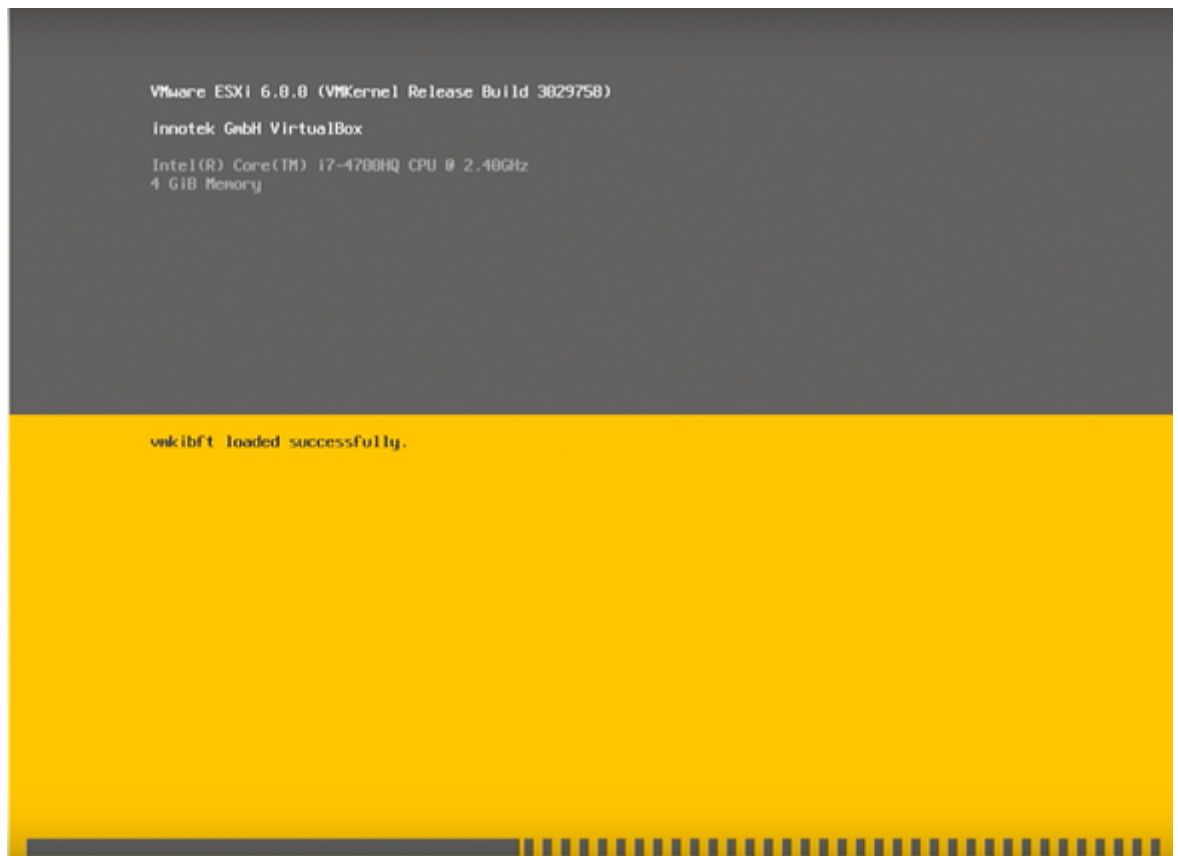 VMware ESXi 6.0.0 (VMKernel Release Build 3029758)
innotek GmbH VirtualBox
Intel(R) Core(TM) i7-4700HQ CPU @ 2.40GHz
4 GiB Memory
vmkibft loaded successfully.